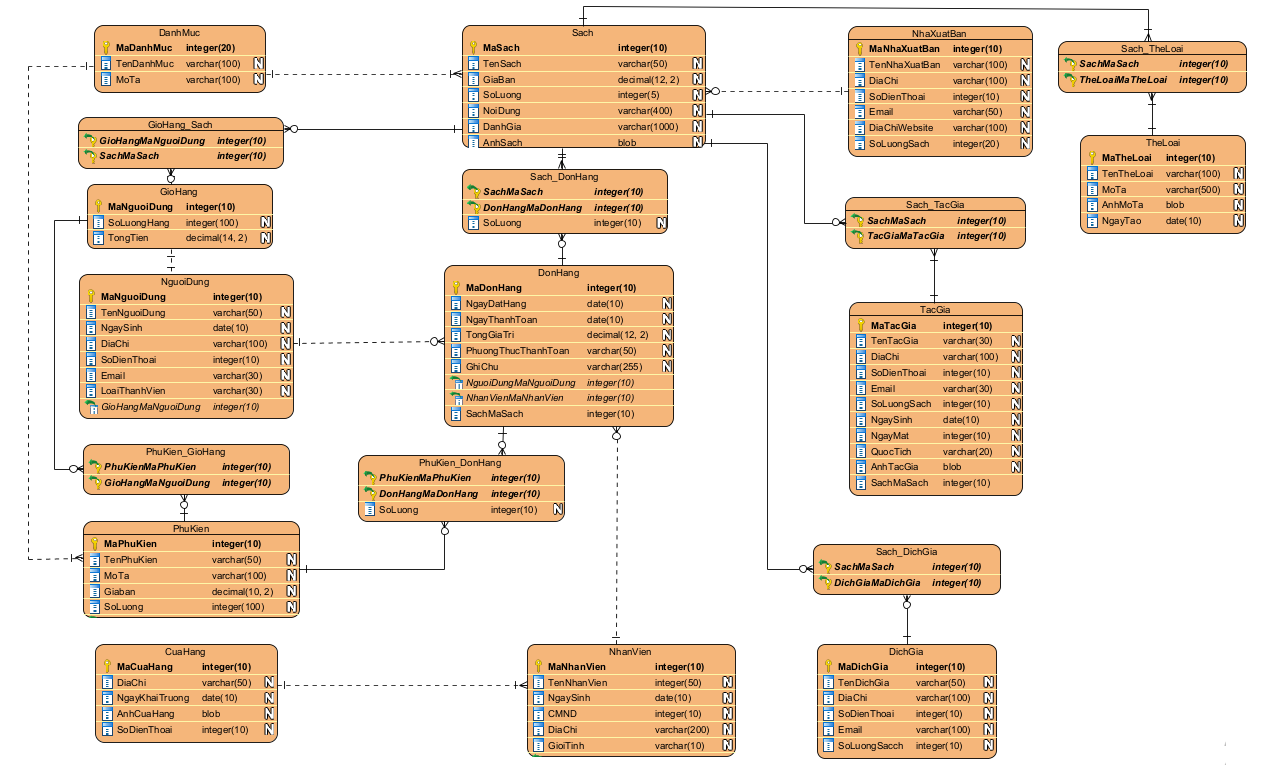 DanhMuc
MaDanhMuc integer(20)
TenDanhMuc varchar(100) N
MoTa varchar(100) N
Sach
MaSach integer(10)
TenSach varchar(50) N
GiaBan decimal(12, 2) N
SoLuong integer(5) N
NoiDung varchar(400) N
DanhGia varchar(1000) N
AnhSach blob N
NhaXuatBan
MaNhaXuatBan integer(10)
TenNhaXuatBan varchar(100) N
DiaChi varchar(100) N
SoDienThoai integer(10) N
Email varchar(50) N
DiaChiWebsite varchar(100) N
SoLuongSach integer(20) N
Sach_TheLoai
SachMaSach integer(10)
TheLoaiMaTheLoai integer(10)
GioHang_Sach
GioHangMaNguoiDung integer(10)
SachMaSach integer(10)
TheLoai
MaTheLoai integer(10)
TenTheLoai varchar(100) N
MoTa varchar(500) N
AnhMoTa blob N
NgayTao date(10) N
GioHang
MaNguoiDung integer(10)
SoLuongHang integer(100) N
TongTien decimal(14, 2) N
Sach_DonHang
SachMaSach integer(10)
DonHangMaDonHang integer(10)
SoLuong integer(10) N
Sach_TacGia
SachMaSach integer(10)
TacGiaMaTacGia integer(10)
NguoiDung
MaNguoiDung integer(10)
TenNguoiDung varchar(50) N
NgaySinh date(10) N
DiaChi varchar(100) N
SoDienThoai integer(10) N
Email varchar(30) N
LoaiThanhVien varchar(30) N
GioHangMaNguoiDung integer(10)
DonHang
MaDonHang integer(10)
NgayDatHang date(10) N
NgayThanhToan date(10) N
TongGiaTri decimal(12, 2) N
PhuongThucThanhToan varchar(50) N
GhiChu varchar(255) N
NguoiDungMaNguoiDung integer(10)
NhanVienMaNhanVien integer(10)
SachMaSach integer(10)
TacGia
MaTacGia integer(10)
TenTacGia varchar(30) N
DiaChi varchar(100) N
SoDienThoai integer(10) N
Email varchar(30) N
SoLuongSach integer(10) N
NgaySinh date(10) N
NgayMat integer(10) N
QuocTich varchar(20) N
AnhTacGia blob N
SachMaSach integer(10)
PhuKien_GioHang
PhuKienMaPhuKien integer(10)
GioHangMaNguoiDung integer(10)
PhuKien_DonHang
PhuKienMaPhuKien integer(10)
DonHangMaDonHang integer(10)
SoLuong integer(10) N
PhuKien
MaPhuKien integer(10)
TenPhuKien varchar(50) N
MoTa varchar(100) N
Giaban decimal(10, 2) N
SoLuong integer(100) N
Sach_DichGia
SachMaSach integer(10)
DichGiaMaDichGia integer(10)
CuaHang
MaCuaHang integer(10)
DiaChi varchar(50) N
NgayKhaiTruong date(10) N
AnhCuaHang blob N
SoDienThoai integer(10) N
NhanVien
MaNhanVien integer(10)
TenNhanVien integer(50) N
NgaySinh date(10) N
CMND integer(10) N
DiaChi varchar(200) N
GioiTinh varchar(10) N
DichGia
MaDichGia integer(10)
TenDichGia varchar(50) N
DiaChi varchar(100) N
SoDienThoai integer(10) N
Email varchar(100) N
SoLuongSacch integer(10) N